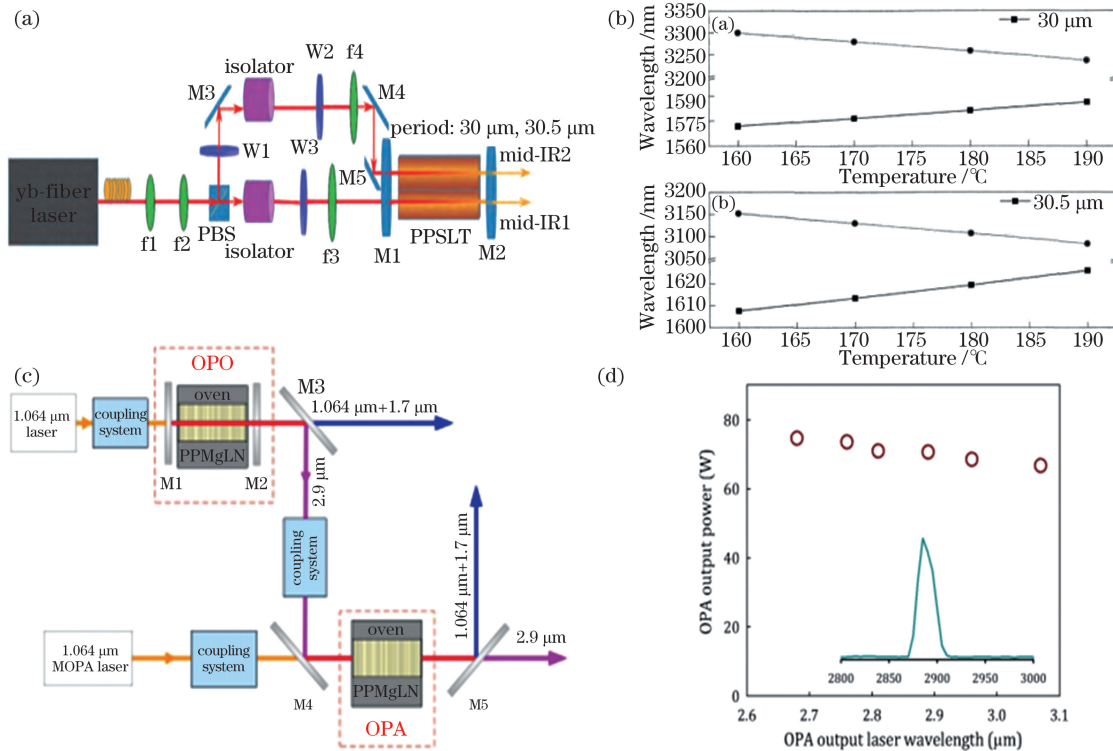 (a)
isolator
W2
f4
M3
M4
period: 30 μm, 30.5 μm
W1
W3
M5
mid-IR2
yb-fiber
laser
mid-IR1
PBS
f1
f2
isolator
f3
M1
PPSLT
M2
(b)
(a)
30 μm
Wavelength /nm
3350
3300
3250
3200
1590
1575
1560
160 165 170 175 180 185 190
Temperature /℃
(b)
30.5 μm
Wavelength /nm
3200
3150
3100
3050
1620
1610
1600
160 165 170 175 180 185 190
Temperature /℃
(c)
OPO
M3
1.064 μm
laser
coupling
system
oven
PPMgLN
M1
M2
1.064 μm+1.7 μm
2.9 μm
coupling
system
1.064 μm+1.7 μm
1.064 μm
MOPA laser
coupling
system
oven
PPMgLN
2.9 μm
M4
OPA
M5
(d)
OPA output power (W)
80
60
40
20
0
2800 2850 2900 2950 3000
2.6 2.7 2.8 2.9 3.0 3.1
OPA output laser wavelength (μm)